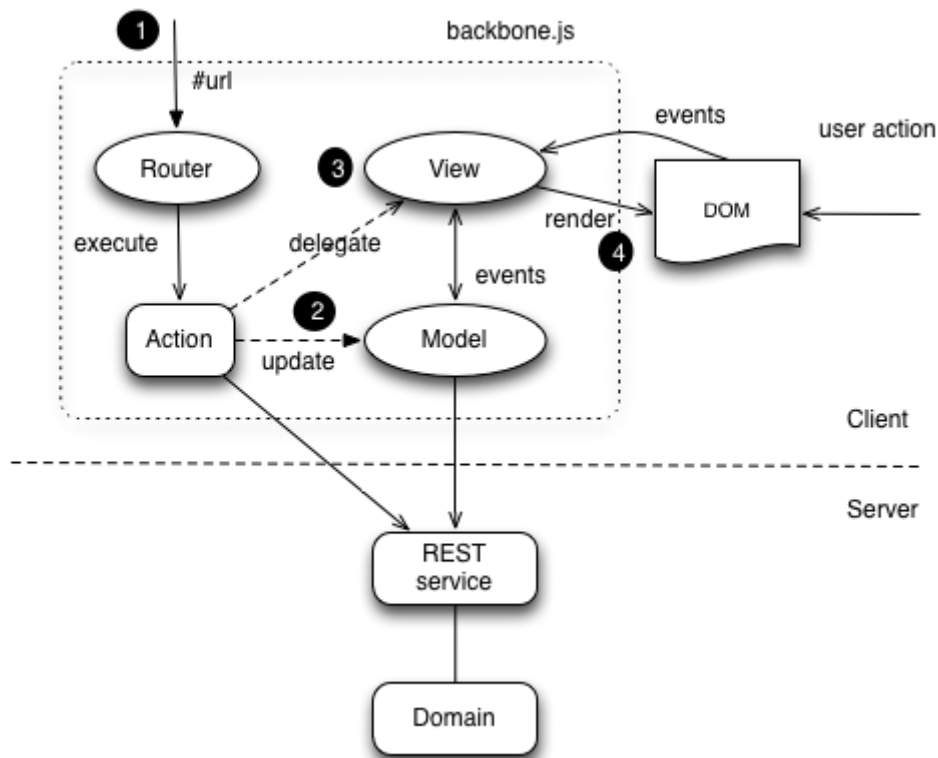 1
backbone.js
#url
events
user action
Router
3
View
DOM
execute
delegate
render
4
events
2
Action
Model
update
Client
Server
REST
service
Domain